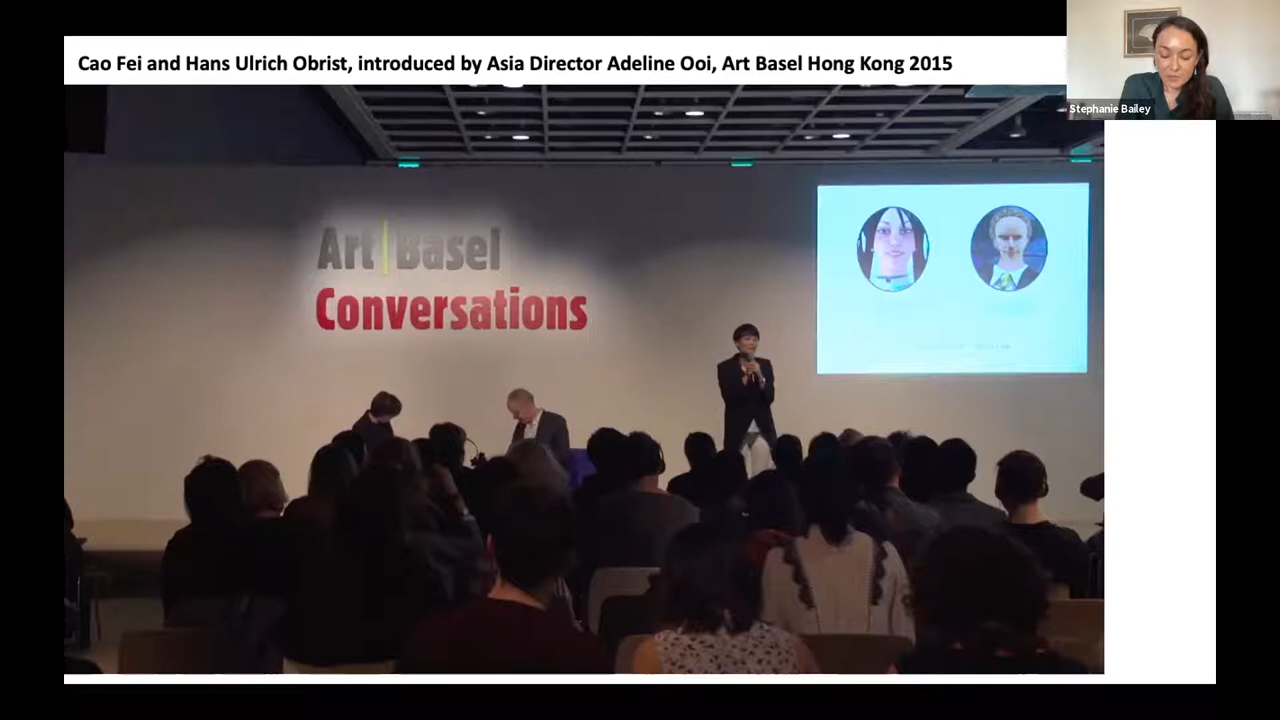 Cao Fei and Hans Ulrich Obrist, introduced by Asia Director Adeline Ooi, Art Basel Hong Kong 2015
Stephanie Bailey
Art Basel
Conversations